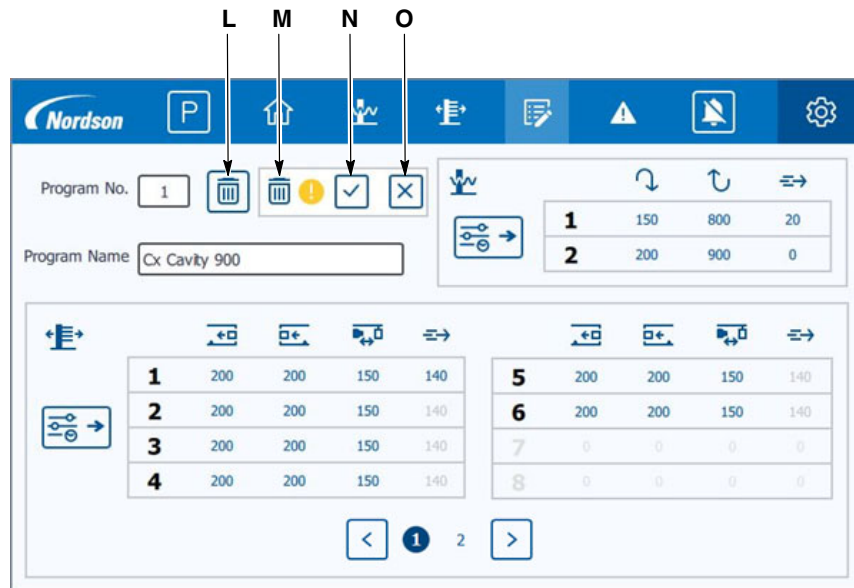 L M N O
Nordson P
Program No. 1
Program Name Cx Cavity 900
1 150 800 20
2 200 900 0
1 200 200 150 140
2 200 200 150 140
3 200 200 150 140
4 200 200 150 140
5 200 200 150 140
6 200 200 150 140
7 0 0 0 0
8 0 0 0 0
< 1 2 >